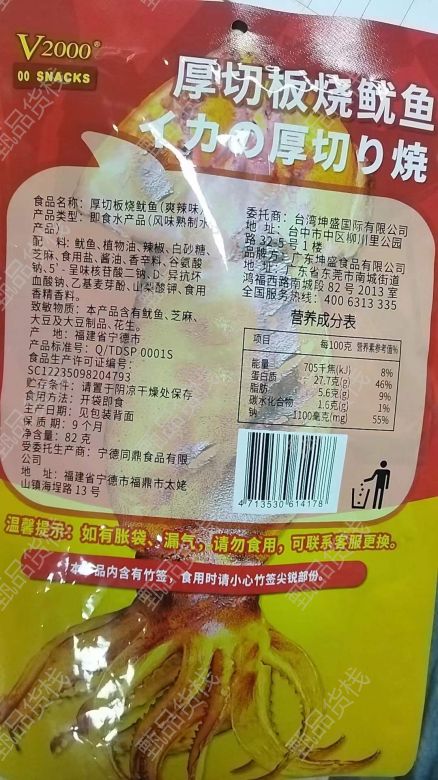 V2000®
OO SNACKS
厚切板烧鱿鱼
イカの厚切り焼
食品名称：厚切板烧鱿鱼（爽辣味）
产品类型：即食水产品（风味熟制水
产品）
配 料：鱿鱼、植物油、辣椒、白砂糖、
芝麻、食用盐、酱油、香辛料、谷氨酸
钠、5'-呈味核苷酸二钠、D-异抗坏
血酸钠、乙基麦芽酚、山梨酸钾、食用
香精香料。
致敏物质：本产品含有鱿鱼、芝麻、
大豆及大豆制品、花生。
产 地：福建省宁德市
产品标准号：Q/TDSP 0001S
食品生产许可证编号：
SC12235098204793
贮存条件：请置于阴凉干燥处保存
食用方法：开袋即食
生产日期：见包装背面
保 质 期：9个月
净含量：82克
受委托生产商：宁德同鼎食品有限
公司
地 址：福建省宁德市福鼎市太姥
山镇海埕路13号
委托商：台湾坤盛国际有限公司
地 址：台中市中区柳川里公园
路32-5号1楼
品牌方：广东坤盛食品有限公司
地 址：广东省东莞市南城街道
鸿福西路南城段82号2013室
全国服务热线：400 6313 335
营养成分表
项目 每100克 营养素参考值%
能量 705千焦(kJ) 8%
蛋白质 27.7克(g) 46%
脂肪 5.6克(g) 9%
碳水化合物 1.6克(g) 1%
钠 1100毫克(mg) 55%
4 713530 614178
温馨提示：如有胀袋、漏气，请勿食用，可联系客服更换。
本产品内含有竹签，食用时请小心竹签尖锐部份。
甄品货栈